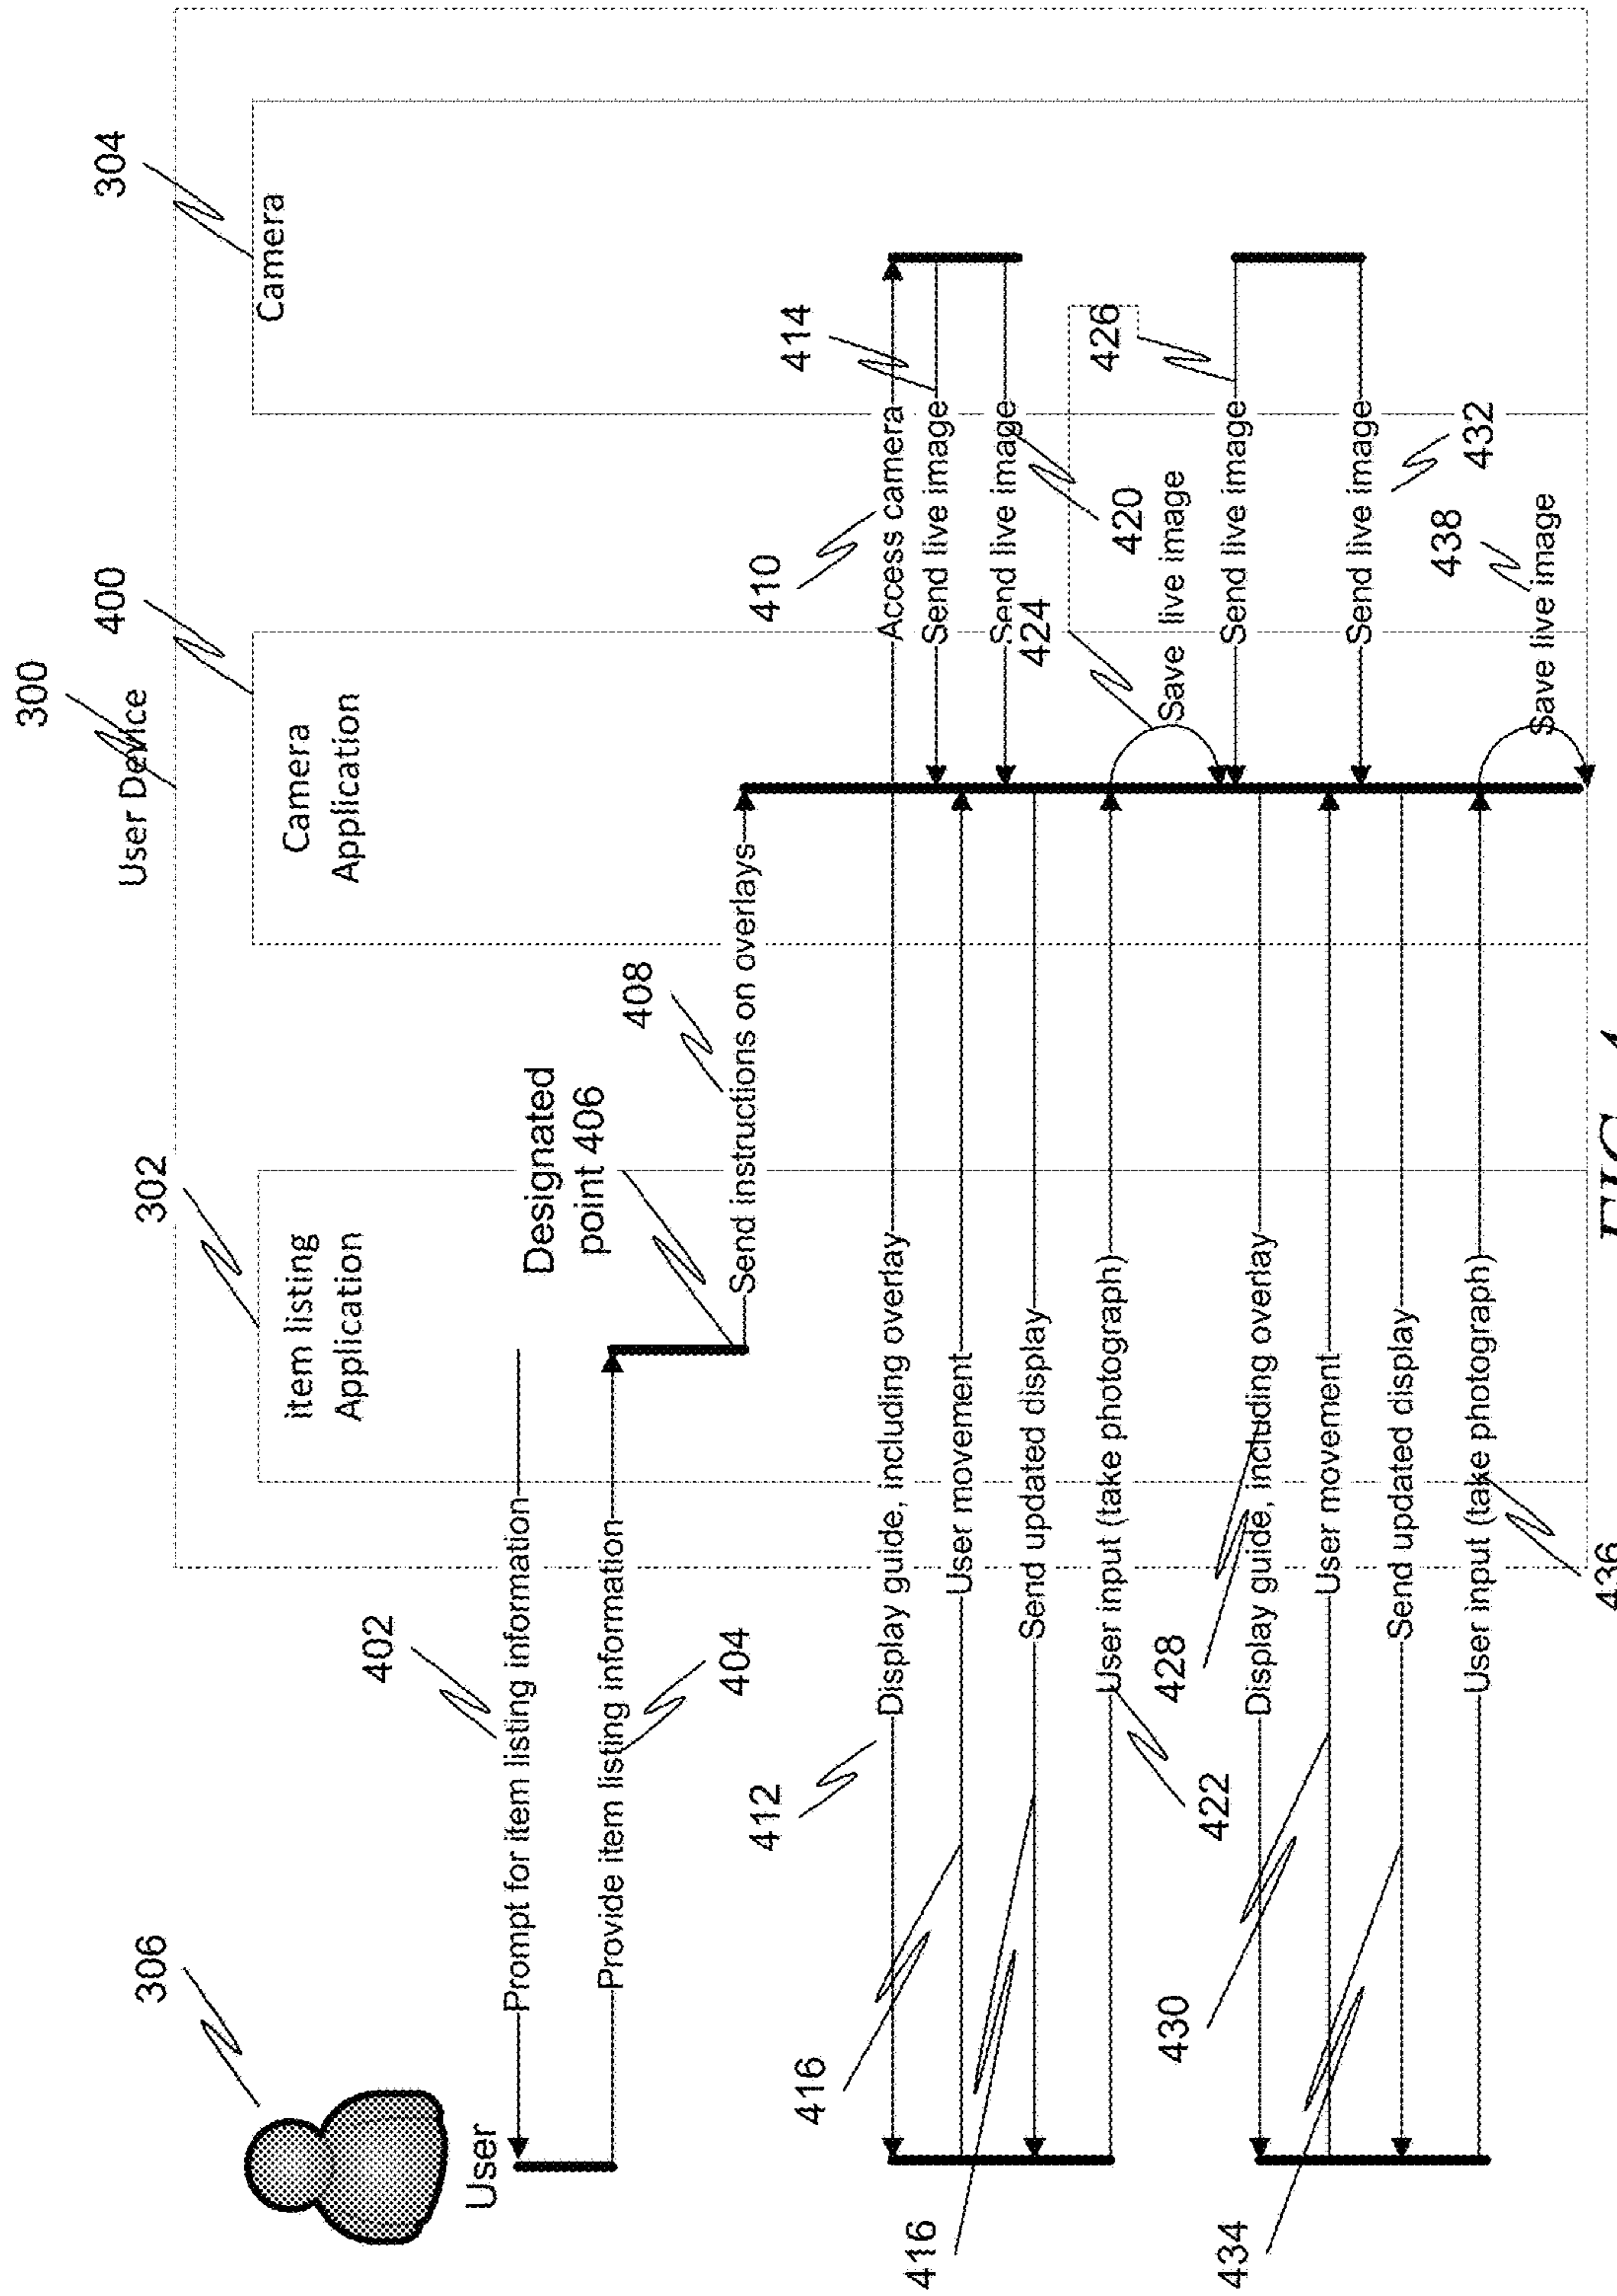 300
User Device
306
302
400
304
User
item listing
Application
Camera
Application
Camera
402
Prompt for item listing information
Designated
point 406
Provide item listing information
404
408
Send instructions on overlays
412
410
Display guide, including overlay
Access camera
414
Send live image
416
User movement
Send live image
420
416
Send updated display
424
422
User input (take photograph)
Save live image
426
Send live image
428
Display guide, including overlay
430
User movement
Send live image
432
434
Send updated display
438
436
User input (take photograph)
Save live image
FIG. 4